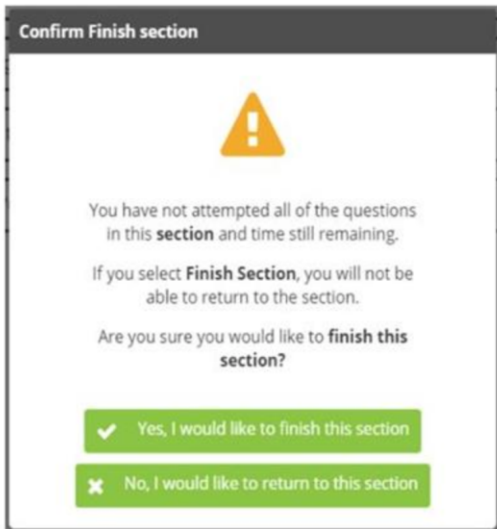 Confirm Finish section
You have not attempted all of the questions
in this section and time still remaining.
If you select Finish Section, you will not be
able to return to the section.
Are you sure you would like to finish this
section?
Yes, I would like to finish this section
No, I would like to return to this section